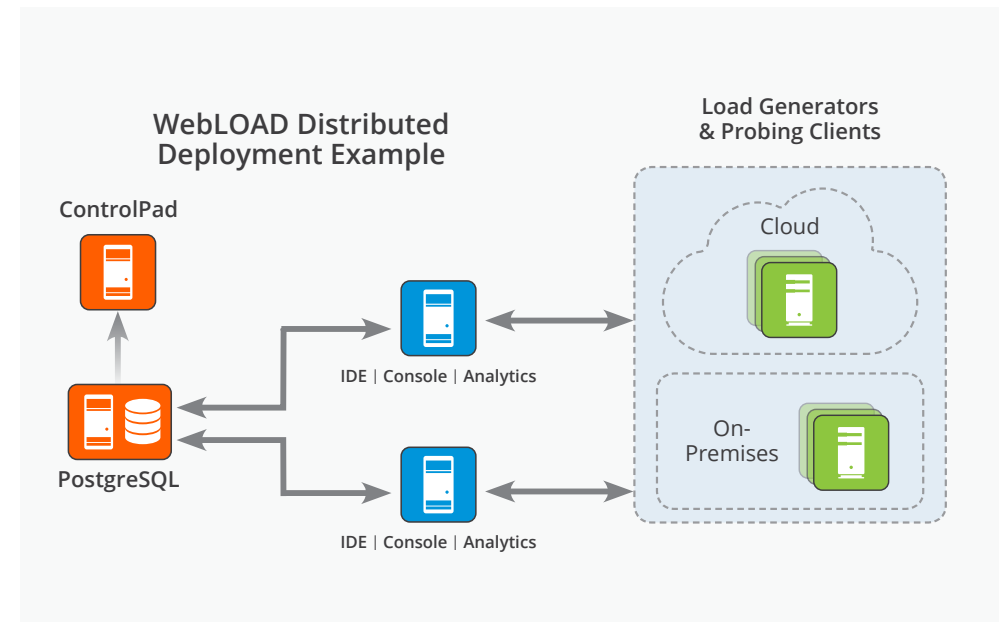 WebLOAD Distributed
Deployment Example
Load Generators
& Probing Clients
ControlPad
Cloud
IDE | Console | Analytics
On-
Premises
PostgreSQL
IDE | Console | Analytics